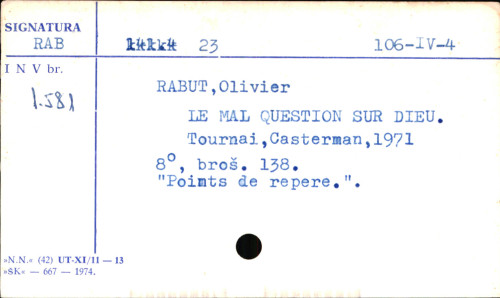 SIGNATURA
RAB 23 106-IV-4
I N V br.
1.581
RABUT,Olivier
LE MAL QUESTION SUR DIEU.
Tournai,Casterman,1971
8°, broš. 138.
"Points de repere.".
»N.N.« (42) UT-XI/11 — 13
»SK« — 667 — 1974.